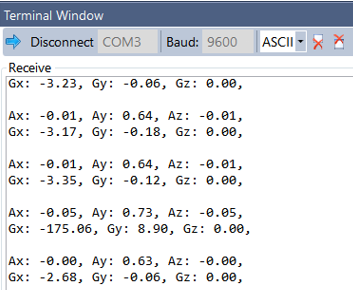 Terminal Window
Disconnect COM3 Baud: 9600 ASCII
Receive
Gx: -3.23, Gy: -0.06, Gz: 0.00,
Ax: -0.01, Ay: 0.64, Az: -0.01,
Gx: -3.17, Gy: -0.18, Gz: 0.00,
Ax: -0.01, Ay: 0.64, Az: -0.01,
Gx: -3.35, Gy: -0.12, Gz: 0.00,
Ax: -0.05, Ay: 0.73, Az: -0.05,
Gx: -175.06, Gy: 8.90, Gz: 0.00,
Ax: -0.00, Ay: 0.63, Az: -0.00,
Gx: -2.68, Gy: -0.06, Gz: 0.00,